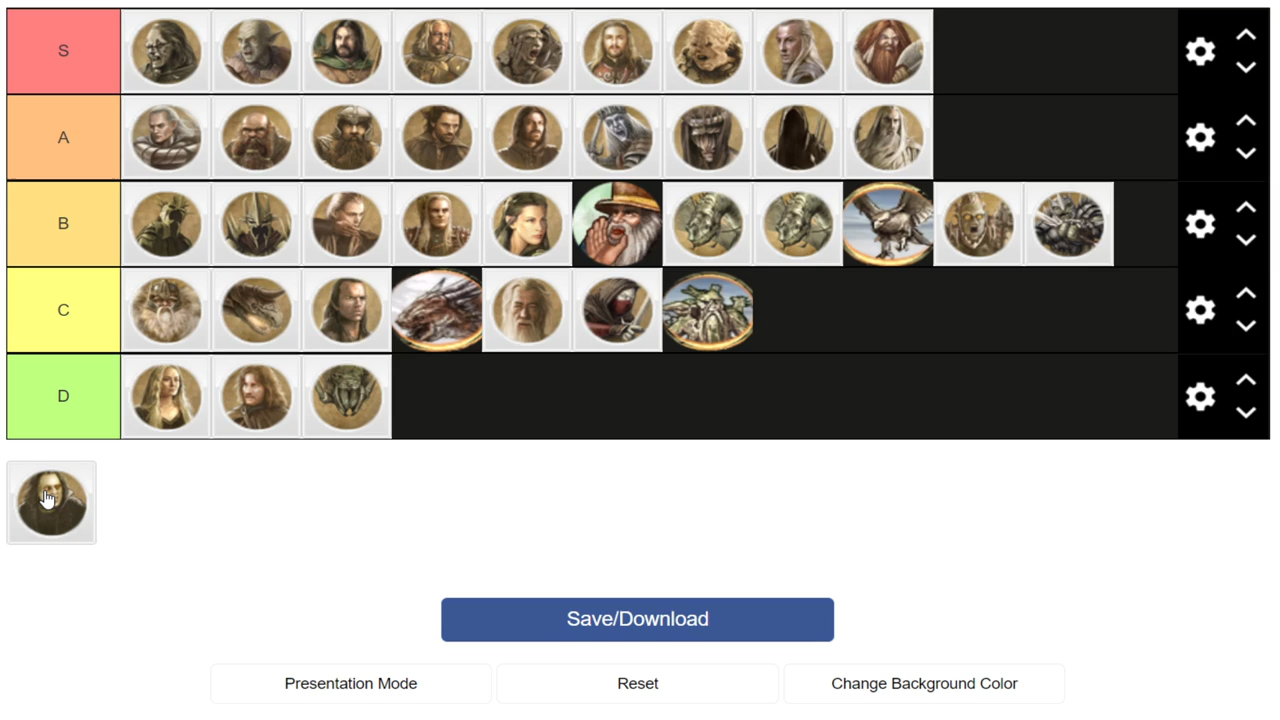 S
A
B
C
D
Save/Download
Presentation Mode
Reset
Change Background Color